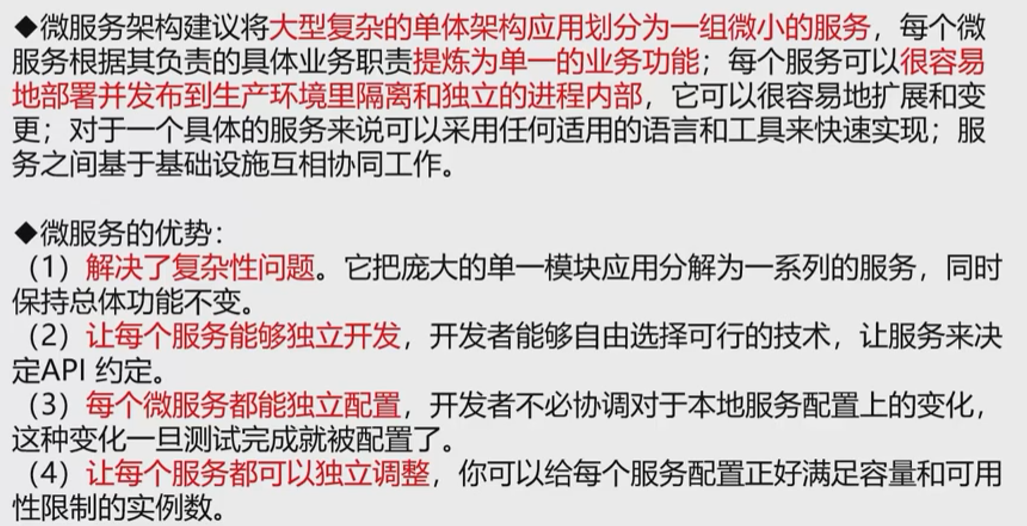 ◆微服务架构建议将大型复杂的单体架构应用划分为一组微小的服务，每个微
服务根据其负责的具体业务职责提炼为单一的业务功能；每个服务可以很容易
地部署并发布到生产环境里隔离和独立的进程内部，它可以很容易地扩展和变
更；对于一个具体的服务来说可以采用任何适用的语言和工具来快速实现；服
务之间基于基础设施互相协同工作。
◆微服务的优势：
（1）解决了复杂性问题。它把庞大的单一模块应用分解为一系列的服务，同时
保持总体功能不变。
（2）让每个服务能够独立开发，开发者能够自由选择可行的技术，让服务来决
定API 约定。
（3）每个微服务都能独立配置，开发者不必协调对于本地服务配置上的变化，
这种变化一旦测试完成就被配置了。
（4）让每个服务都可以独立调整，你可以给每个服务配置正好满足容量和可用
性限制的实例数。